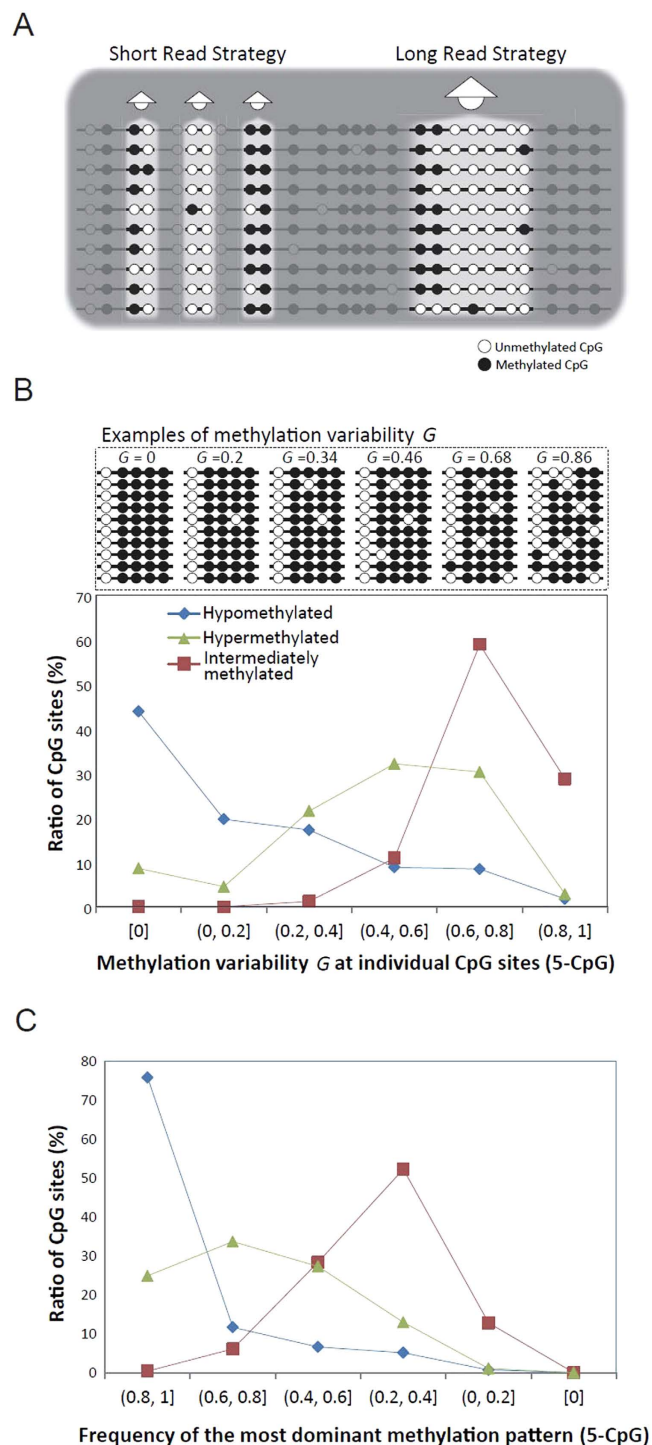 A
Short Read Strategy
Long Read Strategy
Unmethylated CpG
Methylated CpG
B
Examples of methylation variability G
G = 0
G =0.2
G =0.34
G =0.46
G =0.68
G =0.86
70
60
50
40
30
20
10
0
Hypomethylated
Hypermethylated
Intermediately
methylated
Ratio of CpG sites (%)
[0]
(0, 0.2]
(0.2, 0.4]
(0.4, 0.6]
(0.6, 0.8]
(0.8, 1]
Methylation variability G at individual CpG sites (5-CpG)
C
80
70
60
50
40
30
20
10
0
Ratio of CpG sites (%)
(0.8, 1]
(0.6, 0.8]
(0.4, 0.6]
(0.2, 0.4]
(0, 0.2]
[0]
Frequency of the most dominant methylation pattern (5-CpG)